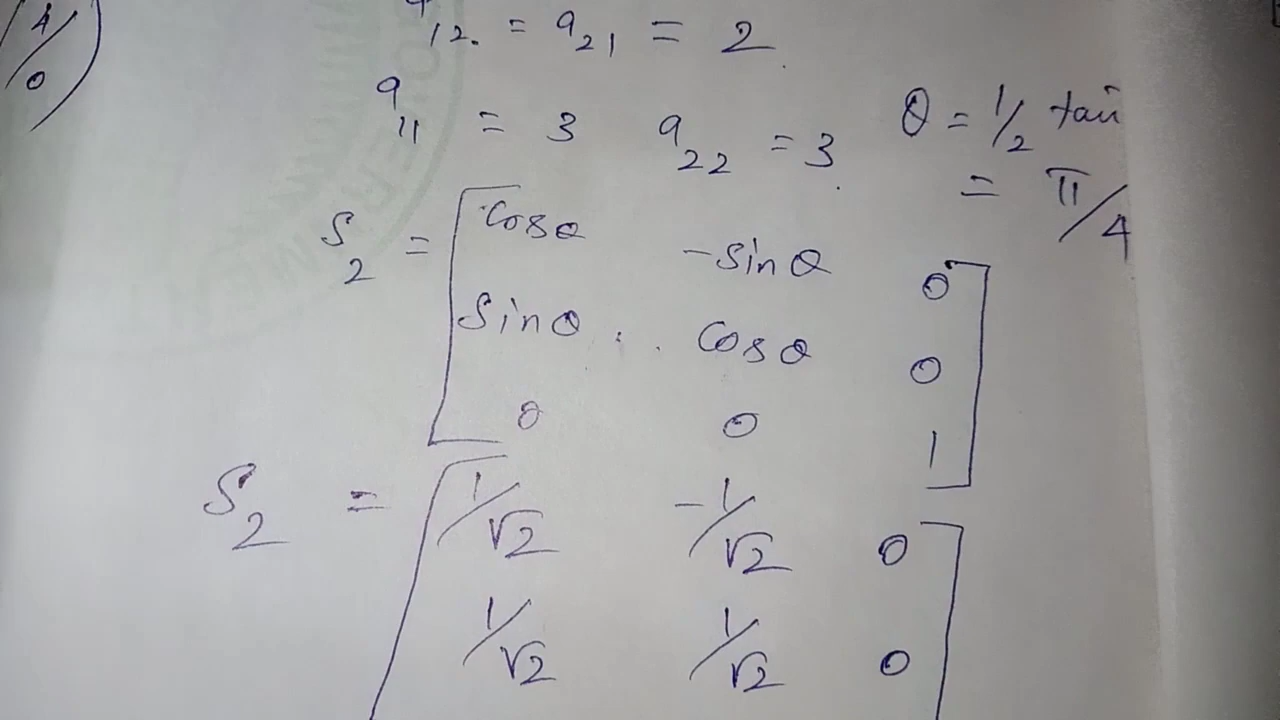 a12. = a21 = 2
a11 = 3 a22 = 3. θ = 1/2 tan
= π/4
S2 = [cosθ -sinθ 0
sinθ cosθ 0
0 0 1]
S2 = [1/√2 -1/√2 0
1/√2 1/√2 0